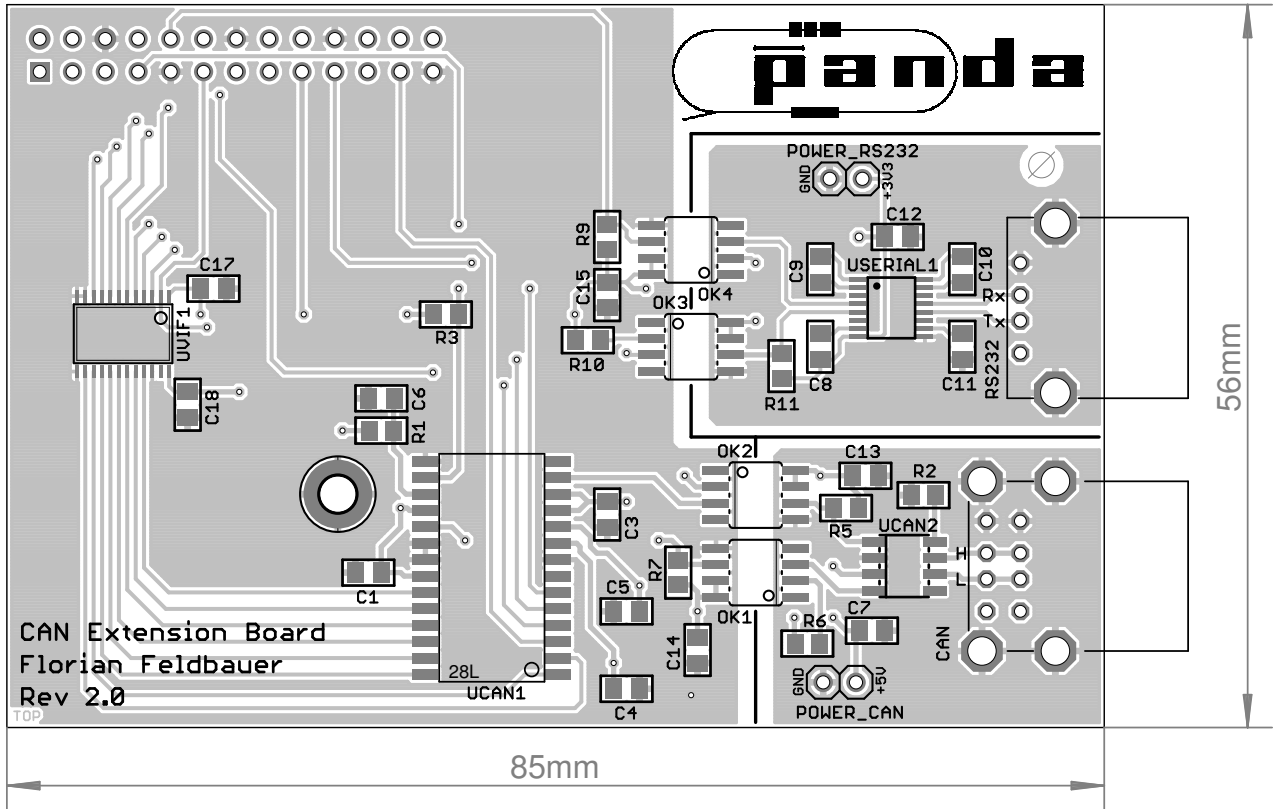 panda
POWER_RS232
GND
+3V3
C12
R9
C9
USERIAL1
C10
C17
C15
OK3
OK4
Rx
Tx
UVIF1
R3
R10
R11
C8
C11
RS232
C18
C6
R1
OK2
C13
R2
R5
UCAN2
C3
H
R7
L
C1
C5
OK1
C7
R6
C14
CAN
CAN Extension Board
Florian Feldbauer
Rev 2.0
TOP
28L
UCAN1
C4
GND
+5V
POWER_CAN
56mm
85mm